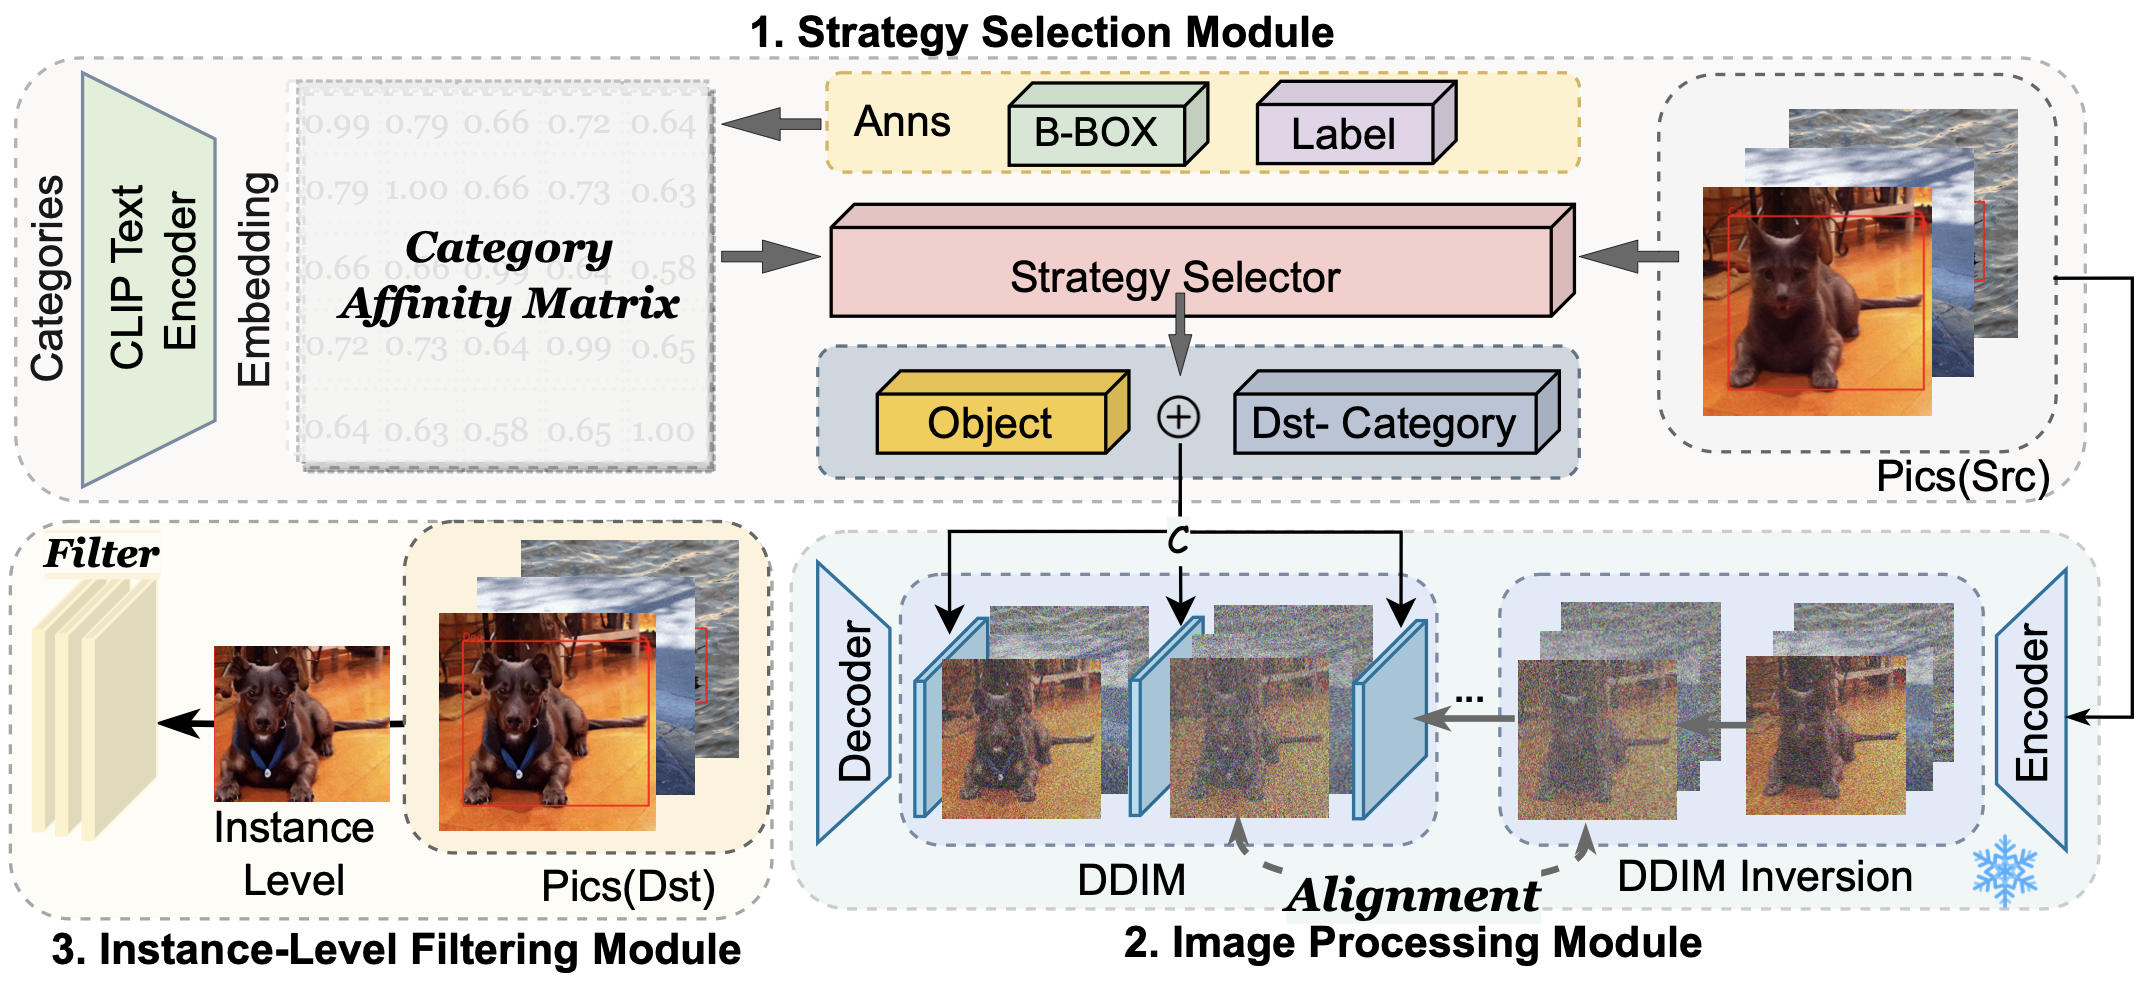 1. Strategy Selection Module
Categories
CLIP Text
Encoder
Embedding
0.99 0.79 0.66 0.72 0.64
0.79 1.00 0.66 0.73 0.63
0.66 0.66 0.99 0.64 0.58
0.72 0.73 0.64 0.99 0.65
0.64 0.63 0.58 0.65 1.00
Category
Affinity Matrix
Anns
B-BOX
Label
Strategy Selector
Object
Dst- Category
Pics(Src)
Filter
Instance
Level
Pics(Dst)
3. Instance-Level Filtering Module
C
Decoder
...
Encoder
DDIM
Alignment
DDIM Inversion
2. Image Processing Module